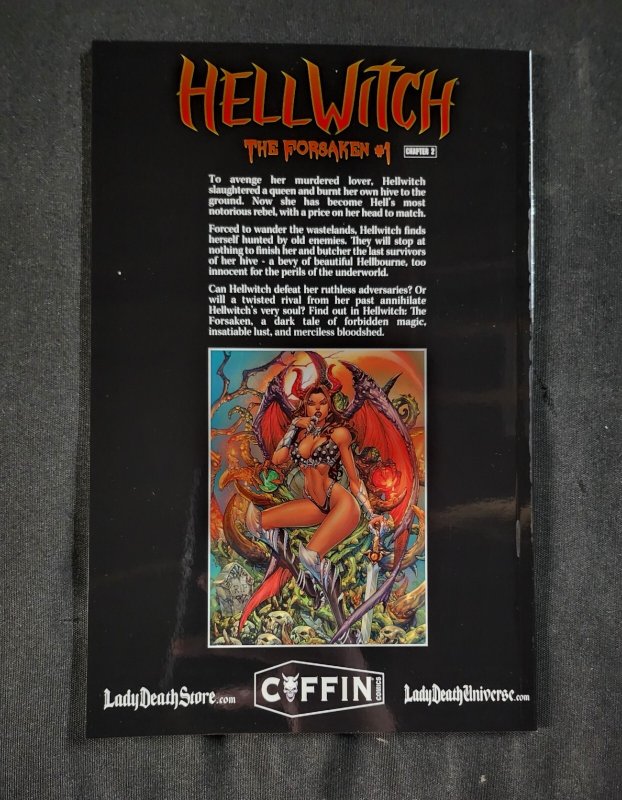 HELLWITCH
THE FORSAKEN #1 CHAPTER 2
To avenge her murdered lover, Hellwitch
slaughtered a queen and burnt her own hive to the
ground. Now she has become Hell's most
notorious rebel, with a price on her head to match.
Forced to wander the wastelands, Hellwitch finds
herself hunted by old enemies. They will stop at
nothing to finish her and butcher the last survivors
of her hive - a bevy of beautiful Hellbourne, too
innocent for the perils of the underworld.
Can Hellwitch defeat her ruthless adversaries? Or
will a twisted rival from her past annihilate
Hellwitch's very soul? Find out in Hellwitch: The
Forsaken, a dark tale of forbidden magic,
insatiable lust, and merciless bloodshed.
LadyDeathStore.com COFFIN COMICS LadyDeathUniverse.com